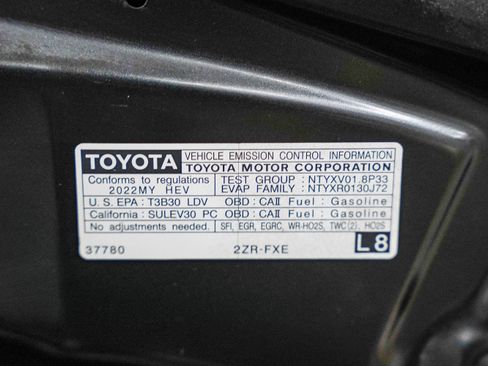 TOYOTA VEHICLE EMISSION CONTROL INFORMATION
TOYOTA MOTOR CORPORATION
Conforms to regulations TEST GROUP : NTYXV01.8P33
2022MY HEV EVAP FAMILY : NTYXR0130J72
U.S. EPA : T3B30 LDV OBD : CAII Fuel : Gasoline
California : SULEV30 PC OBD : CAII Fuel : Gasoline
No adjustments needed. SFI, EGR, EGRC, WR-HO2S, TWC(2), HO2S
37780 2ZR-FXE L8